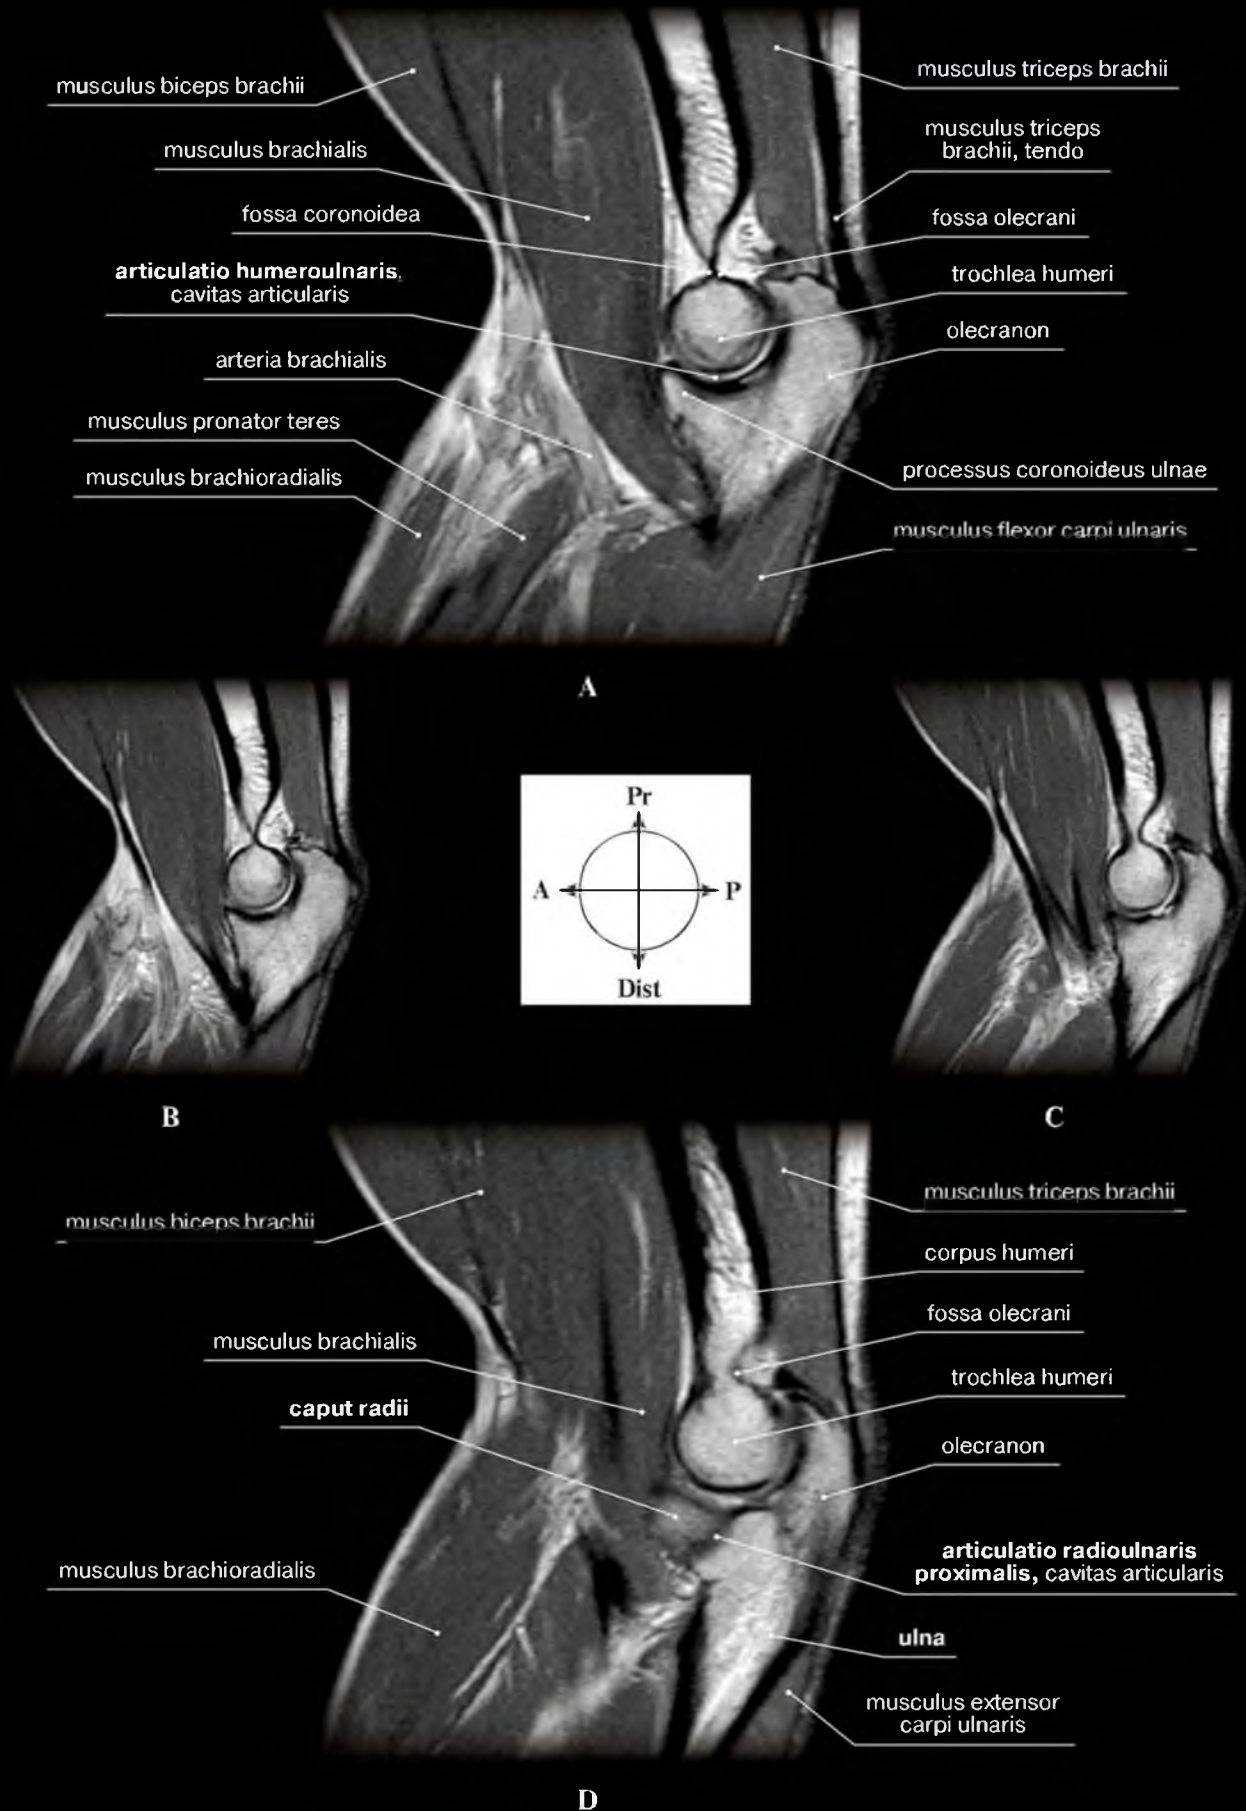 musculus biceps brachii
musculus brachialis
fossa coronoidea
articulatio humeroulnaris,
cavitas articularis
arteria brachialis
musculus pronator teres
musculus brachioradialis
musculus triceps brachii
musculus triceps
brachii, tendo
fossa olecrani
trochlea humeri
olecranon
processus coronoideus ulnae
musculus flexor carpi ulnaris
A
Pr
A
P
Dist
B
C
musculus biceps brachii
musculus brachialis
caput radii
musculus brachioradialis
musculus triceps brachii
corpus humeri
fossa olecrani
trochlea humeri
olecranon
articulatio radioulnaris
proximalis, cavitas articularis
ulna
musculus extensor
carpi ulnaris
D